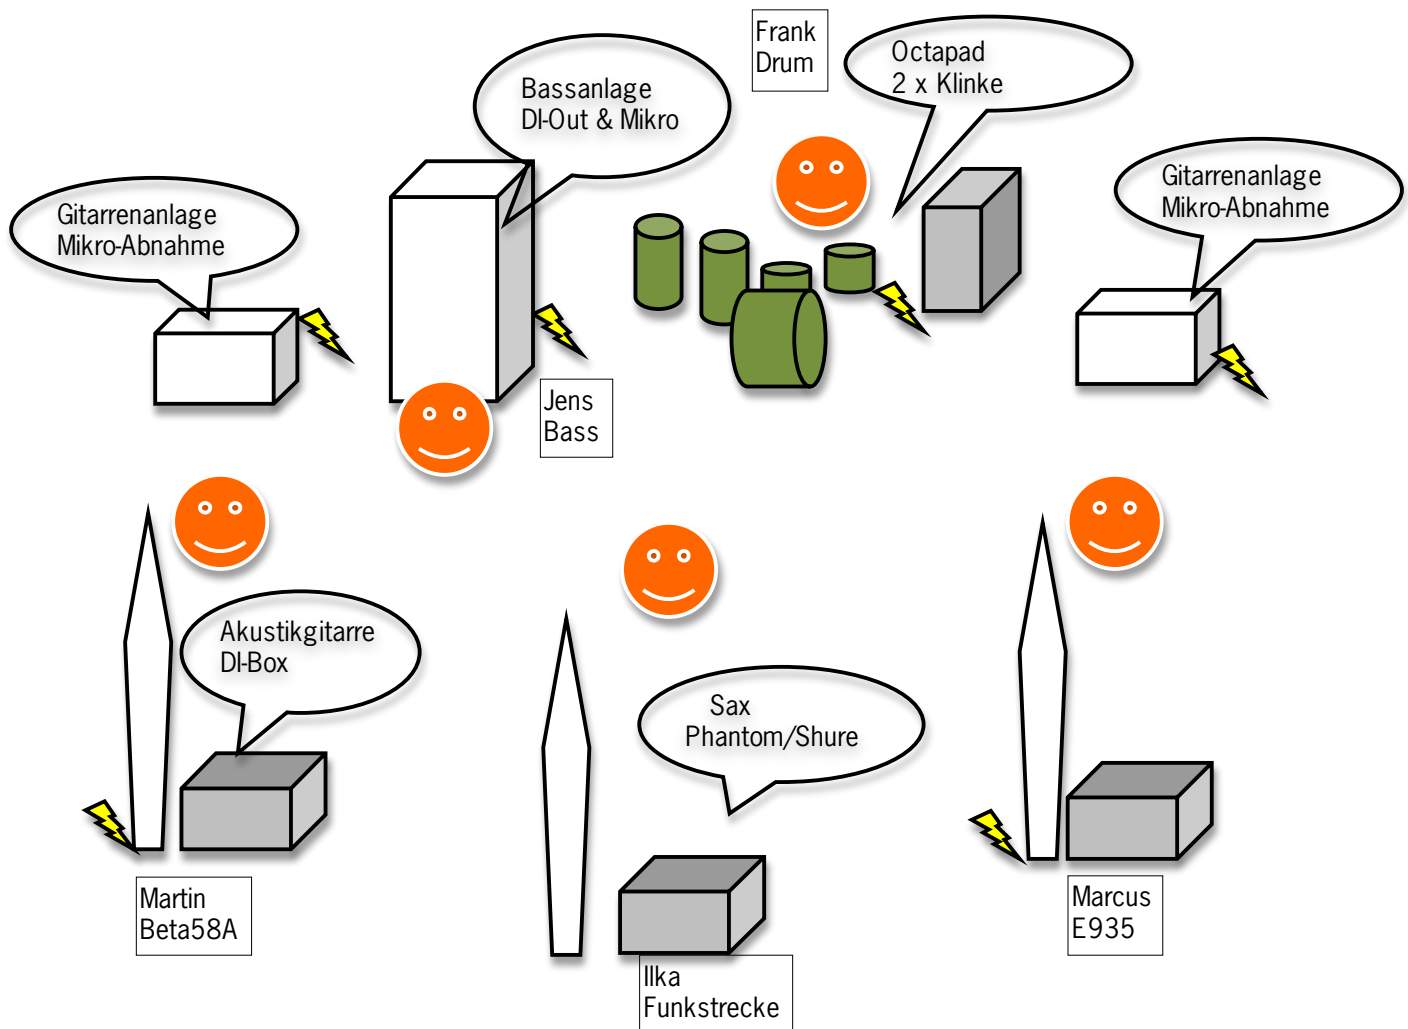 Frank
Drum
Octapad
2 x Klinke
Bassanlage
DI-Out & Mikro
Gitarrenanlage
Mikro-Abnahme
Gitarrenanlage
Mikro-Abnahme
Jens
Bass
Akustikgitarre
DI-Box
Sax
Phantom/Shure
Martin
Beta58A
Marcus
E935
Ilka
Funkstrecke